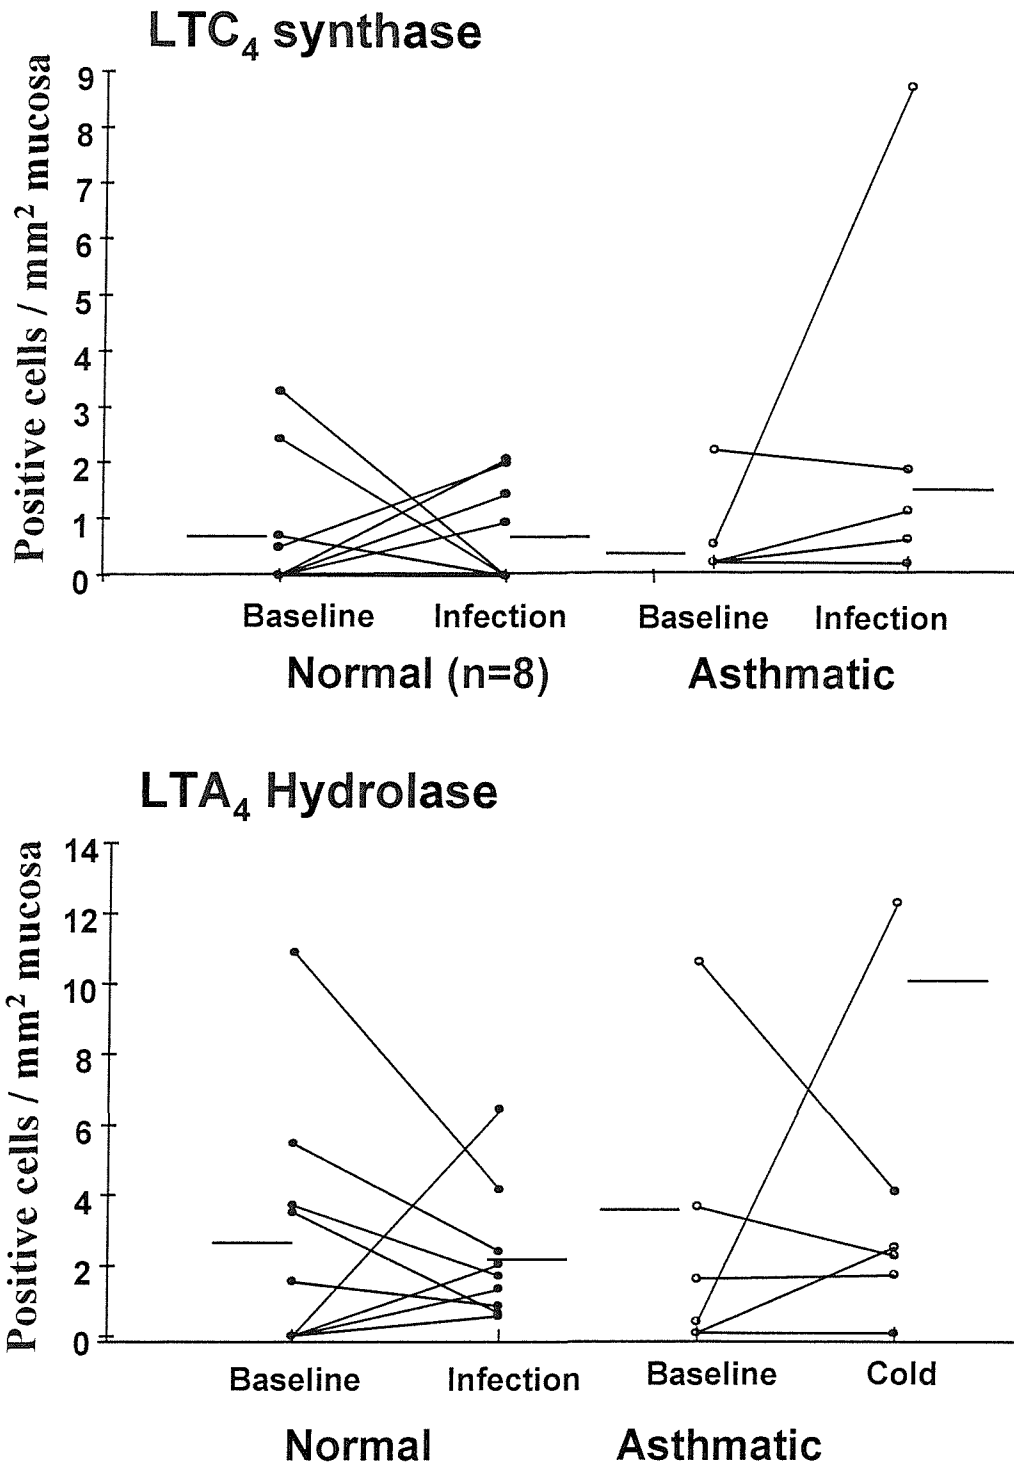 LTC₄ synthase
Positive cells / mm² mucosa
9
8
7
6
5
4
3
2
1
0
Baseline Infection Baseline Infection
Normal (n=8) Asthmatic
LTA₄ Hydrolase
Positive cells / mm² mucosa
14
12
10
8
6
4
2
0
Baseline Infection Baseline Cold
Normal Asthmatic